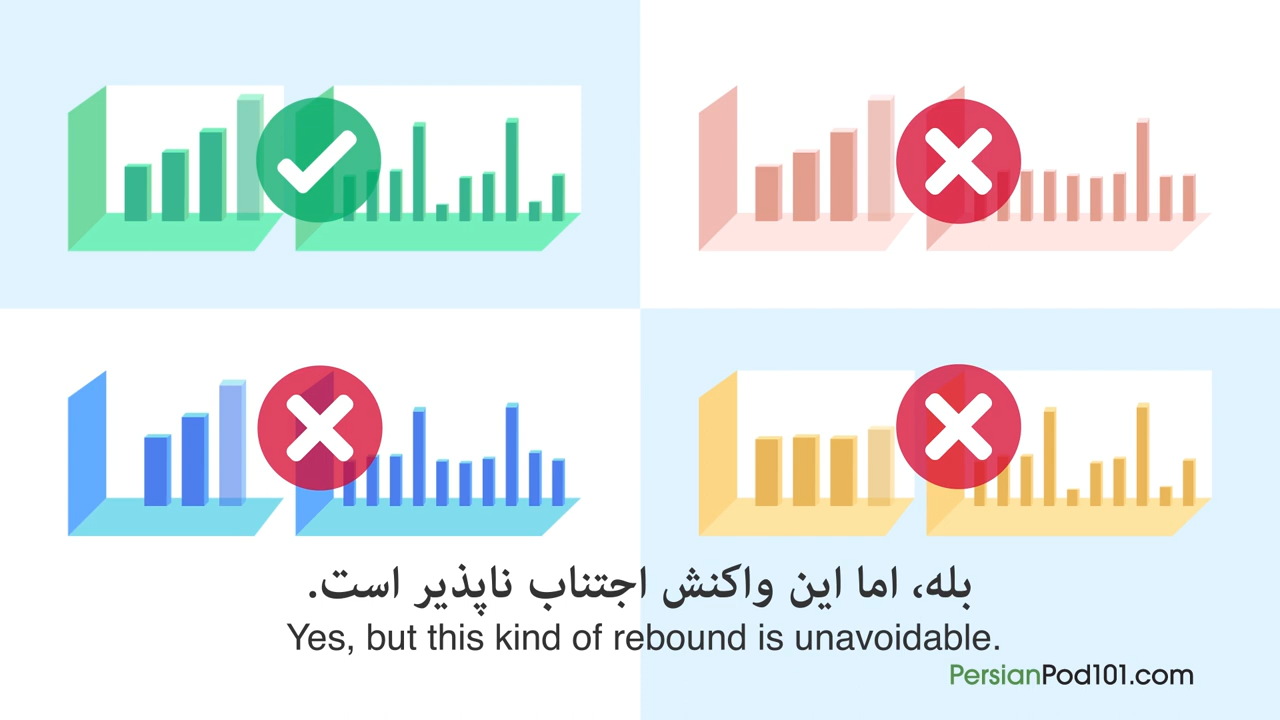 بله، اما این واکنش اجتناب ناپذیر است.
Yes, but this kind of rebound is unavoidable.
PersianPod101.com